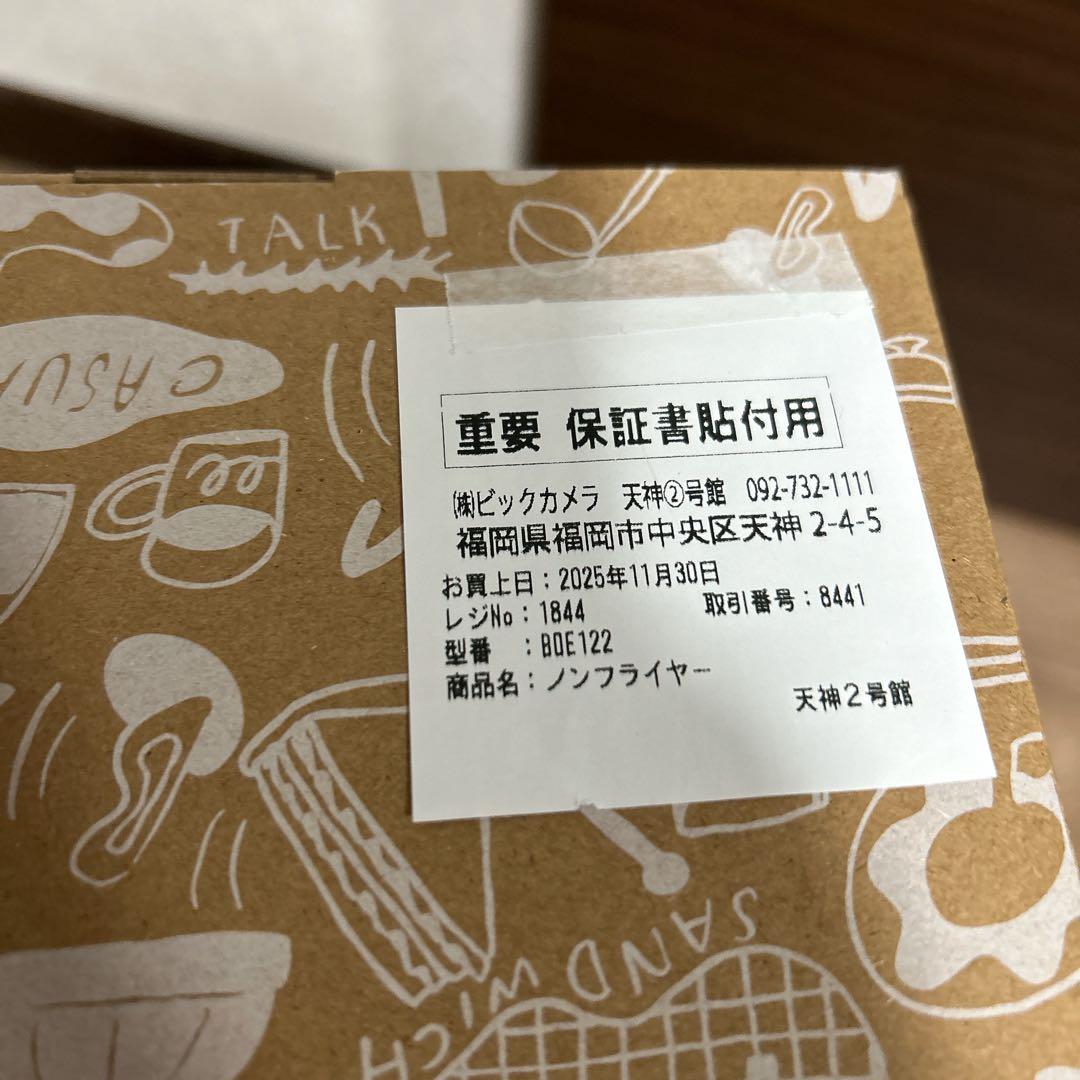 TALK
CASUA
重要 保証書貼付用
㈱ビックカメラ 天神②号館 092-732-1111
福岡県福岡市中央区天神2-4-5
お買上日：2025年11月30日
レジNo：1844 取引番号：8441
型番 ：BOE122
商品名：ノンフライヤー
天神2号館
SANDWiCH